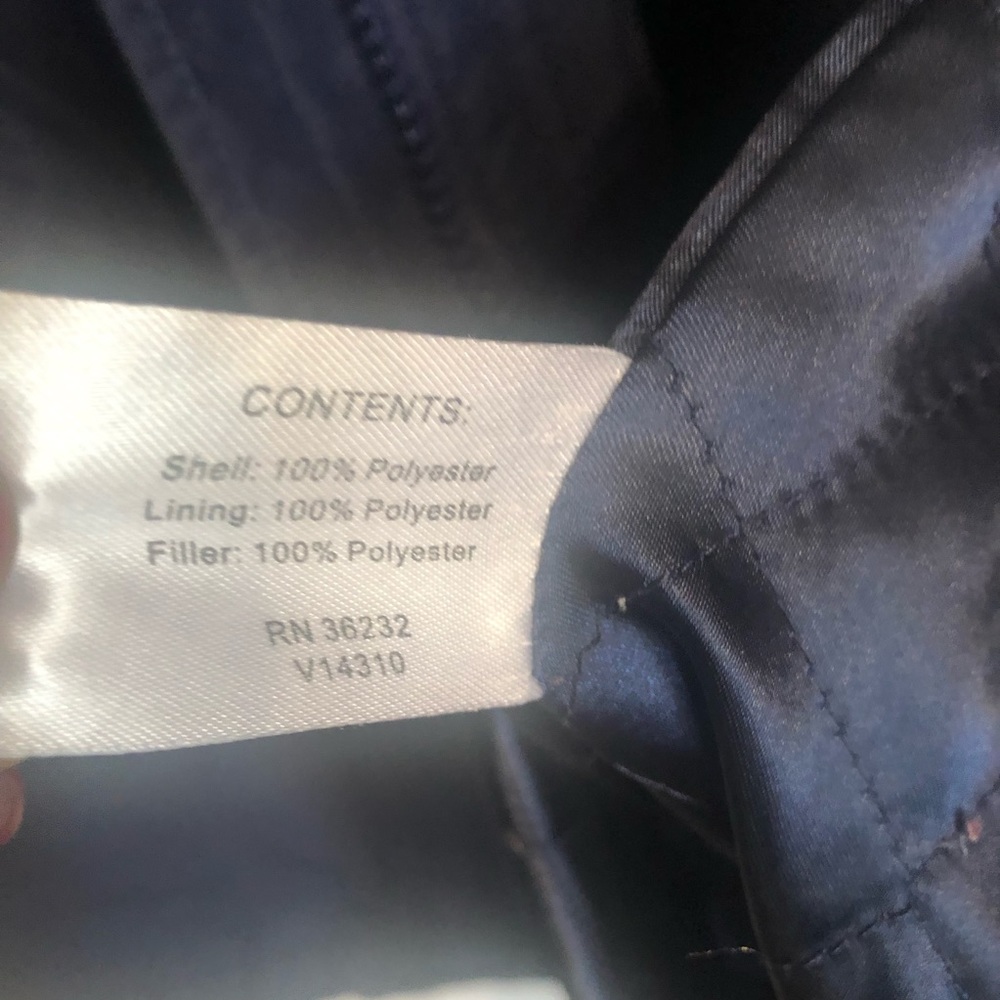 CONTENTS:
Shell: 100% Polyester
Lining: 100% Polyester
Filler: 100% Polyester
RN 36232
V14310